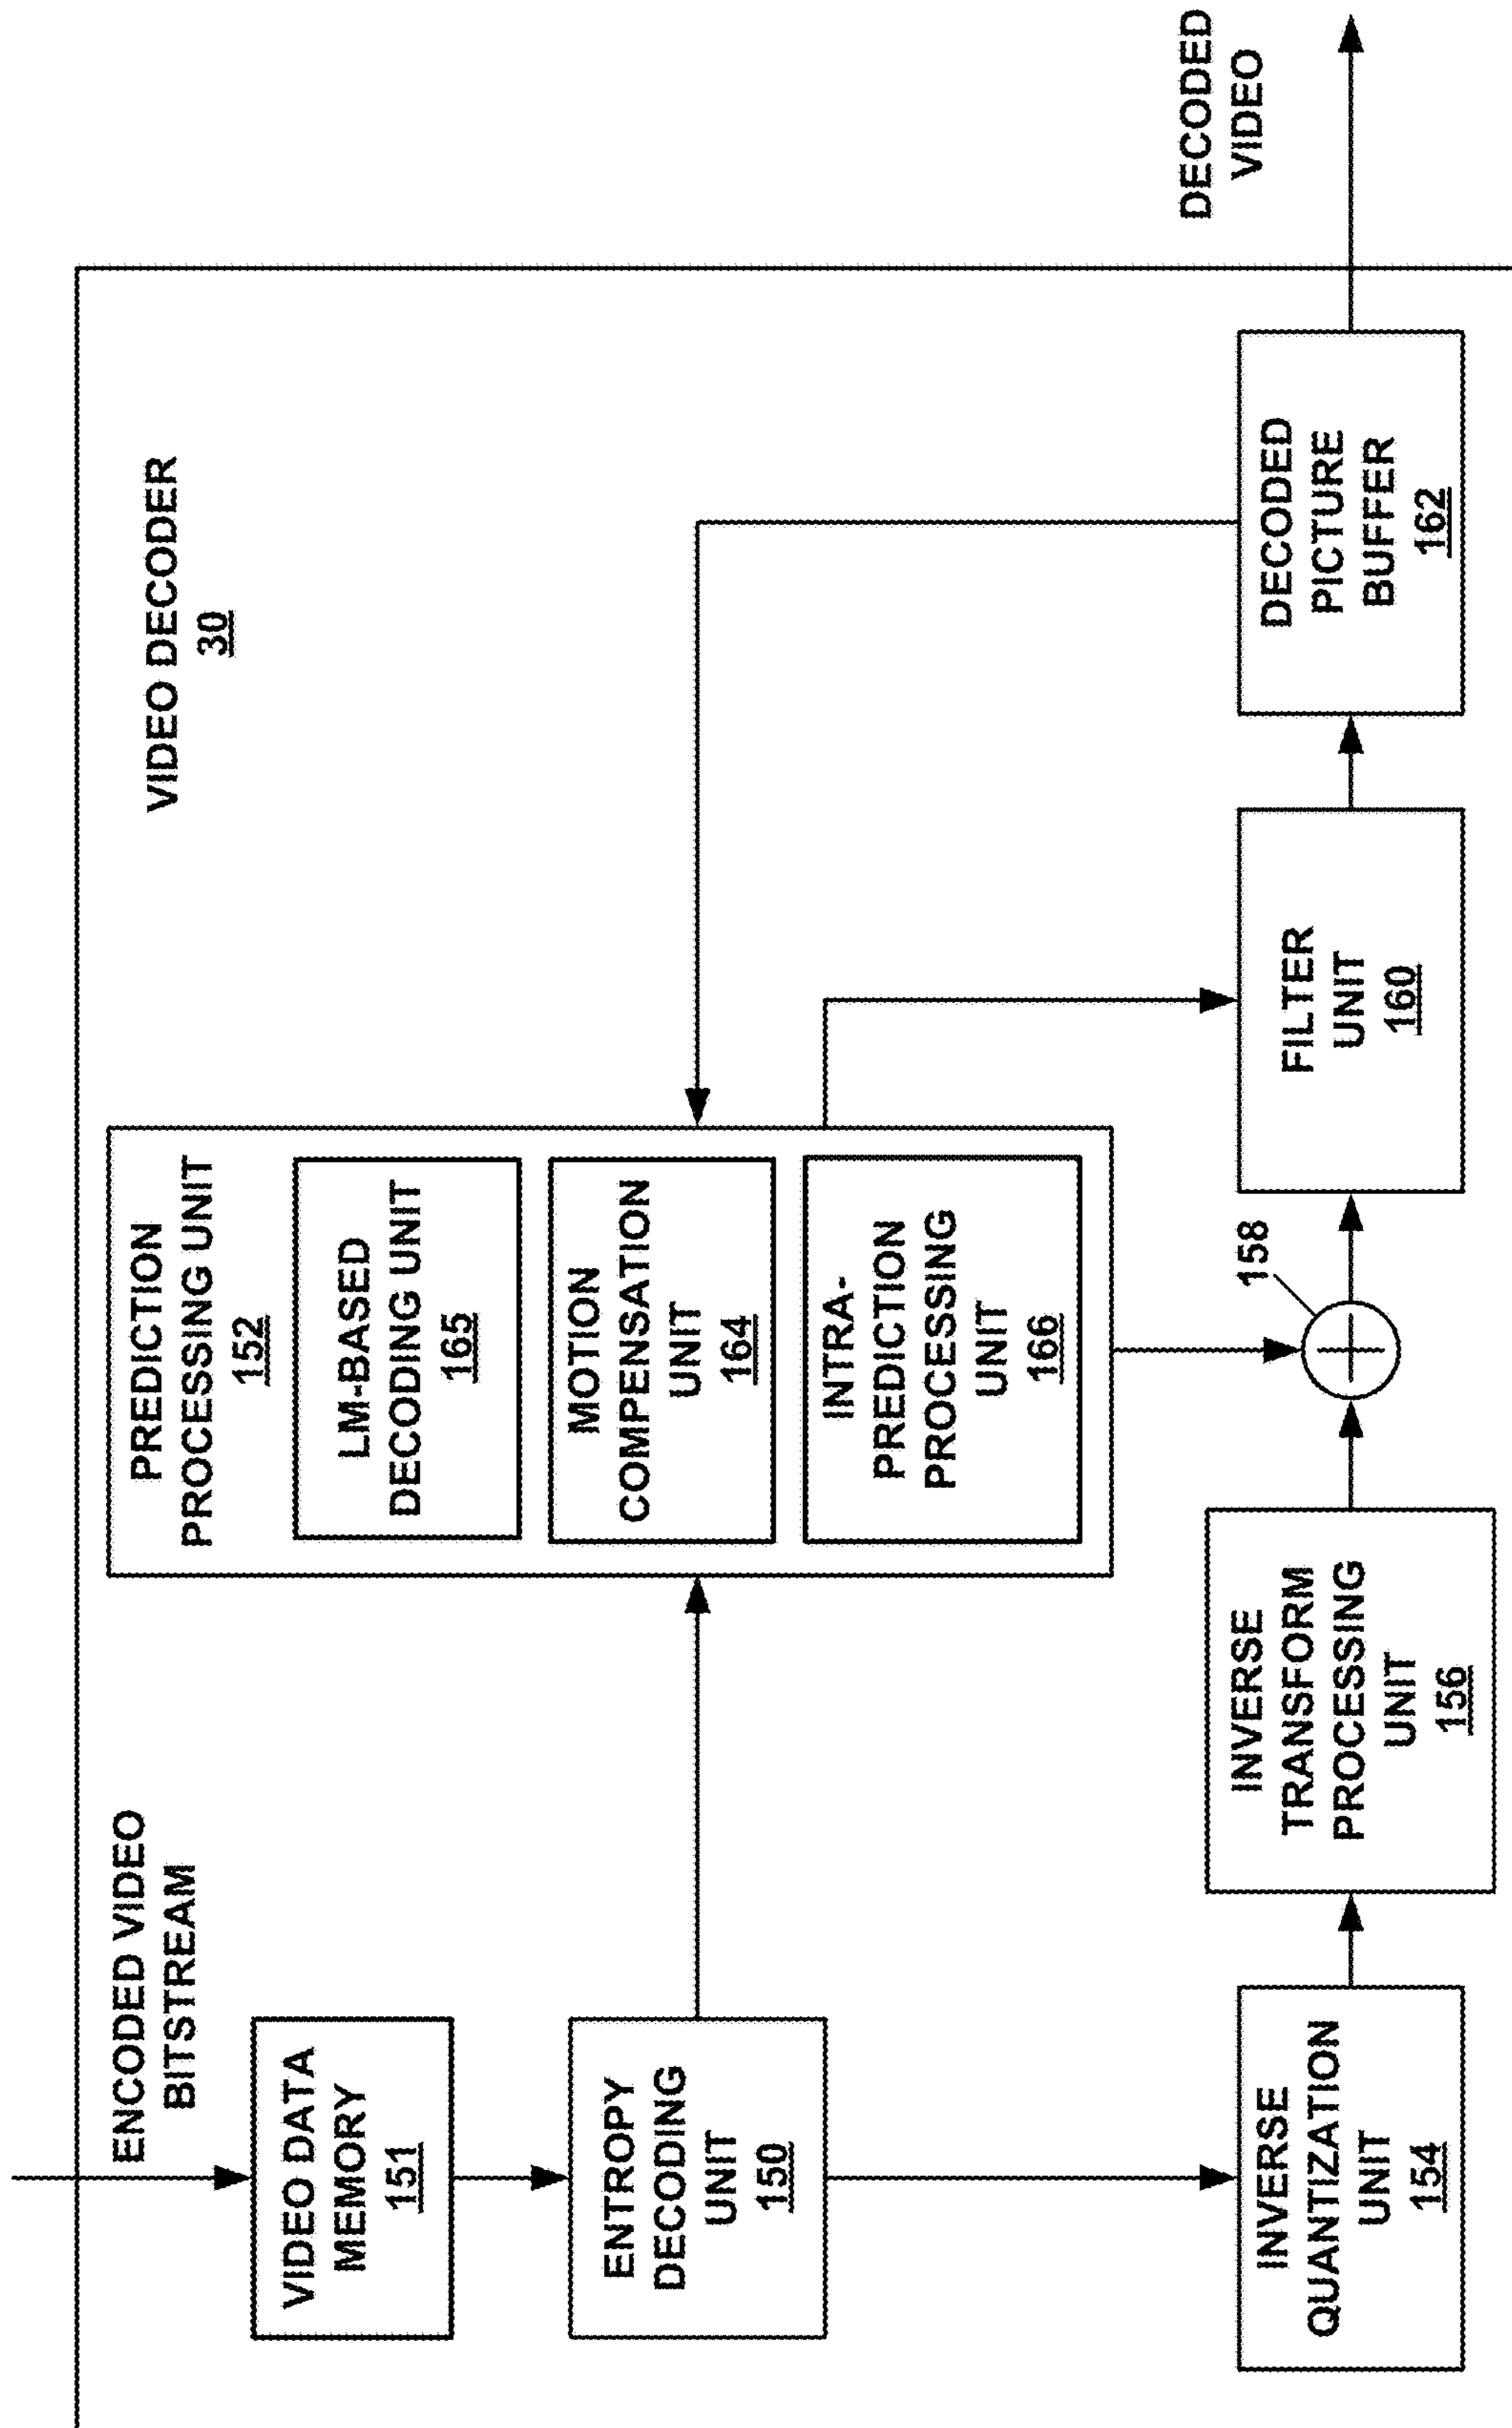 ENCODED VIDEO
BITSTREAM
VIDEO DECODER
30
VIDEO DATA
MEMORY
151
PREDICTION
PROCESSING UNIT
152
LM-BASED
DECODING UNIT
165
MOTION
COMPENSATION
UNIT
164
INTRA-
PREDICTION
PROCESSING
UNIT
166
ENTROPY
DECODING
UNIT
150
INVERSE
QUANTIZATION
UNIT
154
INVERSE
TRANSFORM
PROCESSING
UNIT
156
158
FILTER
UNIT
160
DECODED
PICTURE
BUFFER
162
DECODED
VIDEO